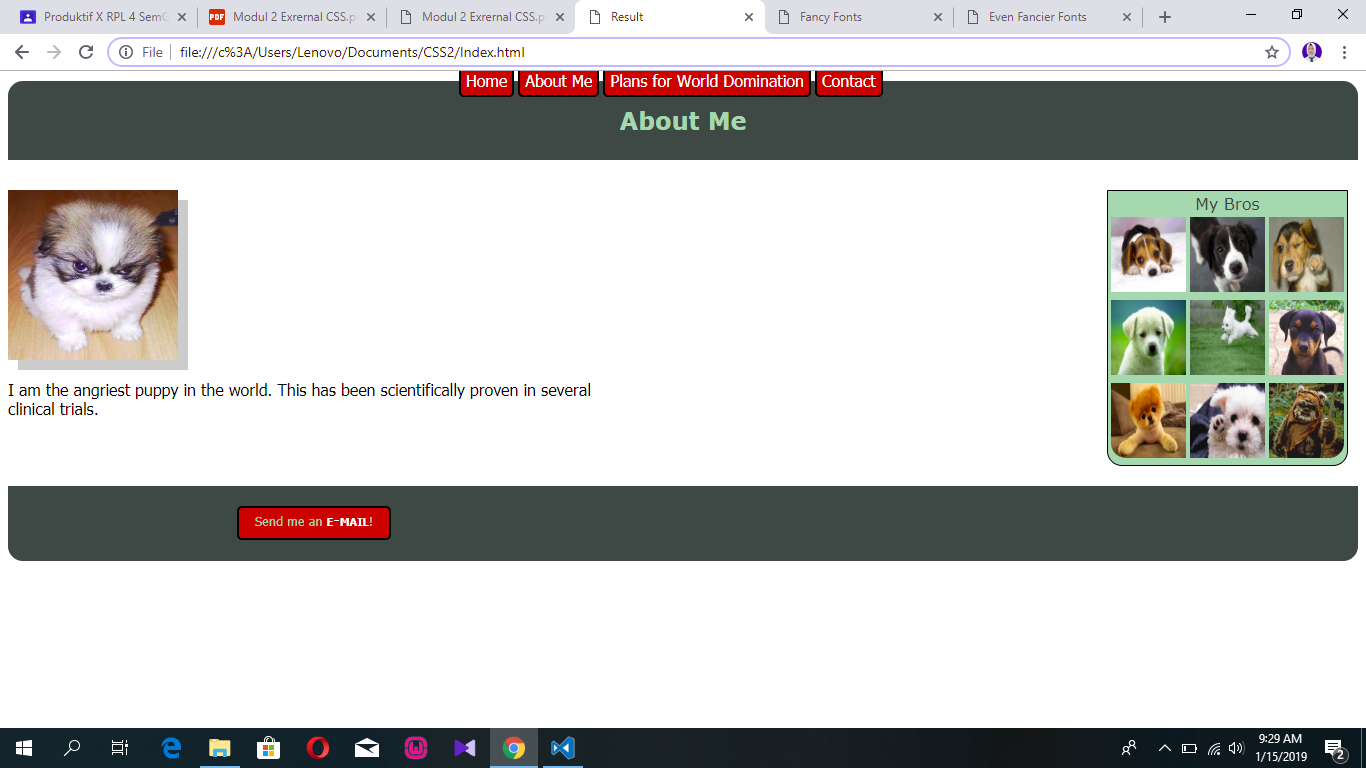 Produktif X RPL 4 SemG
PDF
Modul 2 Exrernal CSS.p
Modul 2 Exrernal CSS.p
Result
Fancy Fonts
Even Fancier Fonts
File
file:///c%3A/Users/Lenovo/Documents/CSS2/Index.html
Home About Me Plans for World Domination Contact
About Me
My Bros
I am the angriest puppy in the world. This has been scientifically proven in several
clinical trials.
Send me an E-MAIL!
9:29 AM
1/15/2019
2